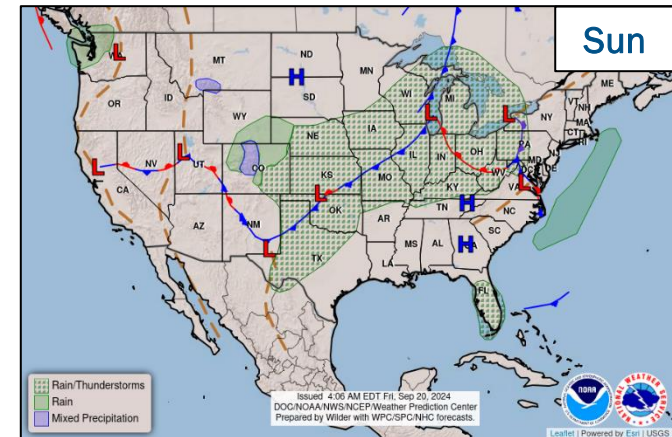 Sun
WA
MT
ND
MN
ME
OR
ID
SD
WI
MI
VT
NH
NY
MA
CT
RI
WY
NE
IA
PA
NV
UT
CO
KS
MO
IL
IN
OH
WV
MD
DE
VA
KY
CA
AZ
NM
OK
AR
TN
NC
SC
TX
LA
MS
AL
GA
FL
L
L
L
L
L
L
L
L
H
H
H
Rain/Thunderstorms
Rain
Mixed Precipitation
Issued 4:06 AM EDT Fri, Sep 20, 2024
DOC/NOAA/NWS/NCEP/Weather Prediction Center
Prepared by Wilder with WPC/SPC/NHC forecasts.
NOAA
NATIONAL WEATHER SERVICE
Leaflet | Powered by Esri | USGS